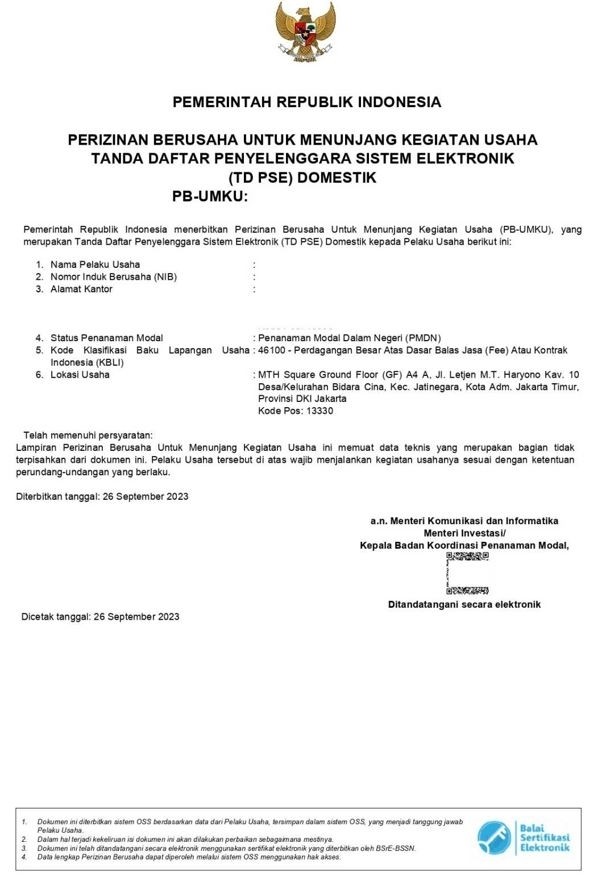 PEMERINTAH REPUBLIK INDONESIA
PERIZINAN BERUSAHA UNTUK MENUNJANG KEGIATAN USAHA
TANDA DAFTAR PENYELENGGARA SISTEM ELEKTRONIK
(TD PSE) DOMESTIK
PB-UMKU:
Pemerintah Republik Indonesia menerbitkan Perizinan Berusaha Untuk Menunjang Kegiatan Usaha (PB-UMKU), yang
merupakan Tanda Daftar Penyelenggara Sistem Elektronik (TD PSE) Domestik kepada Pelaku Usaha berikut ini:
1. Nama Pelaku Usaha :
2. Nomor Induk Berusaha (NIB) :
3. Alamat Kantor :
4. Status Penanaman Modal : Penanaman Modal Dalam Negeri (PMDN)
5. Kode Klasifikasi Baku Lapangan Usaha : 46100 - Perdagangan Besar Atas Dasar Balas Jasa (Fee) Atau Kontrak
Indonesia (KBLI)
6. Lokasi Usaha : MTH Square Ground Floor (GF) A4 A, Jl. Letjen M.T. Haryono Kav. 10
Desa/Kelurahan Bidara Cina, Kec. Jatinegara, Kota Adm. Jakarta Timur,
Provinsi DKI Jakarta
Kode Pos: 13330
Telah memenuhi persyaratan:
Lampiran Perizinan Berusaha Untuk Menunjang Kegiatan Usaha ini memuat data teknis yang merupakan bagian tidak
terpisahkan dari dokumen ini. Pelaku Usaha tersebut di atas wajib menjalankan kegiatan usahanya sesuai dengan ketentuan
perundang-undangan yang berlaku.
Diterbitkan tanggal: 26 September 2023
a.n. Menteri Komunikasi dan Informatika
Menteri Investasi/
Kepala Badan Koordinasi Penanaman Modal,
Ditandatangani secara elektronik
Dicetak tanggal: 26 September 2023
1. Dokumen ini diterbitkan sistem OSS berdasarkan data dari Pelaku Usaha, tersimpan dalam sistem OSS, yang menjadi tanggung jawab
Pelaku Usaha.
2. Dalam hal terjadi kekeliruan isi dokumen ini akan dilakukan perbaikan sebagaimana mestinya.
3. Dokumen ini telah ditandatangani secara elektronik menggunakan sertifikat elektronik yang diterbitkan oleh BSrE-BSSN.
4. Data lengkap Perizinan Berusaha dapat diperoleh melalui sistem OSS menggunakan hak akses.
Balai
Sertifikasi
Elektronik